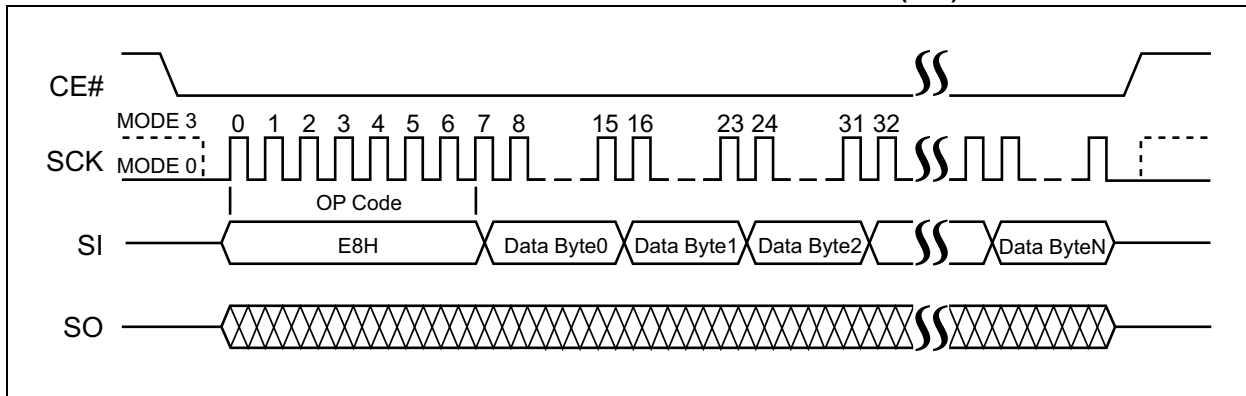 CE#
MODE 3
0 1 2 3 4 5 6 7 8 15 16 23 24 31 32
SCK MODE 0
OP Code
SI E8H Data Byte0 Data Byte1 Data Byte2 Data ByteN
SO